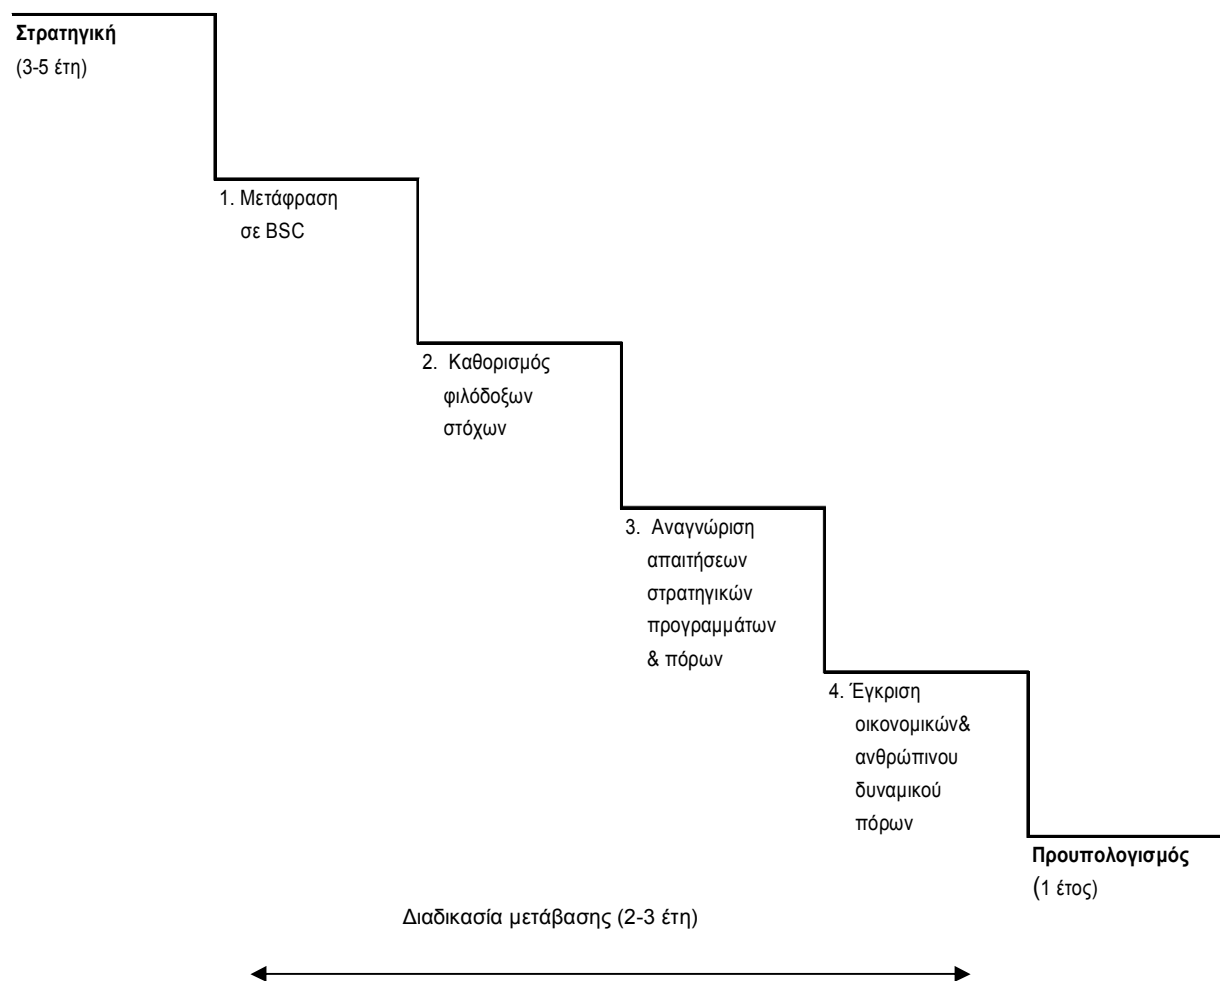 Στρατηγική
(3-5 έτη)
1. Μετάφραση
σε BSC
2. Καθορισμός
φιλόδοξων
στόχων
3. Αναγνώριση
απαιτήσεων
στρατηγικών
προγραμμάτων
& πόρων
4. Έγκριση
οικονομικών&
ανθρώπινου
δυναμικού
πόρων
Προυπολογισμός
(1 έτος)
Διαδικασία μετάβασης (2-3 έτη)